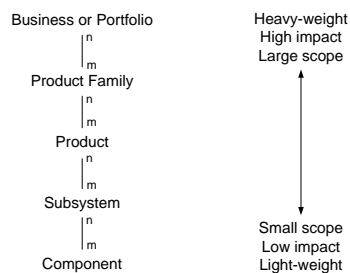 Business or Portfolio
n
m
Product Family
n
m
Product
n
m
Subsystem
n
m
Component
Heavy-weight
High impact
Large scope
Small scope
Low impact
Light-weight